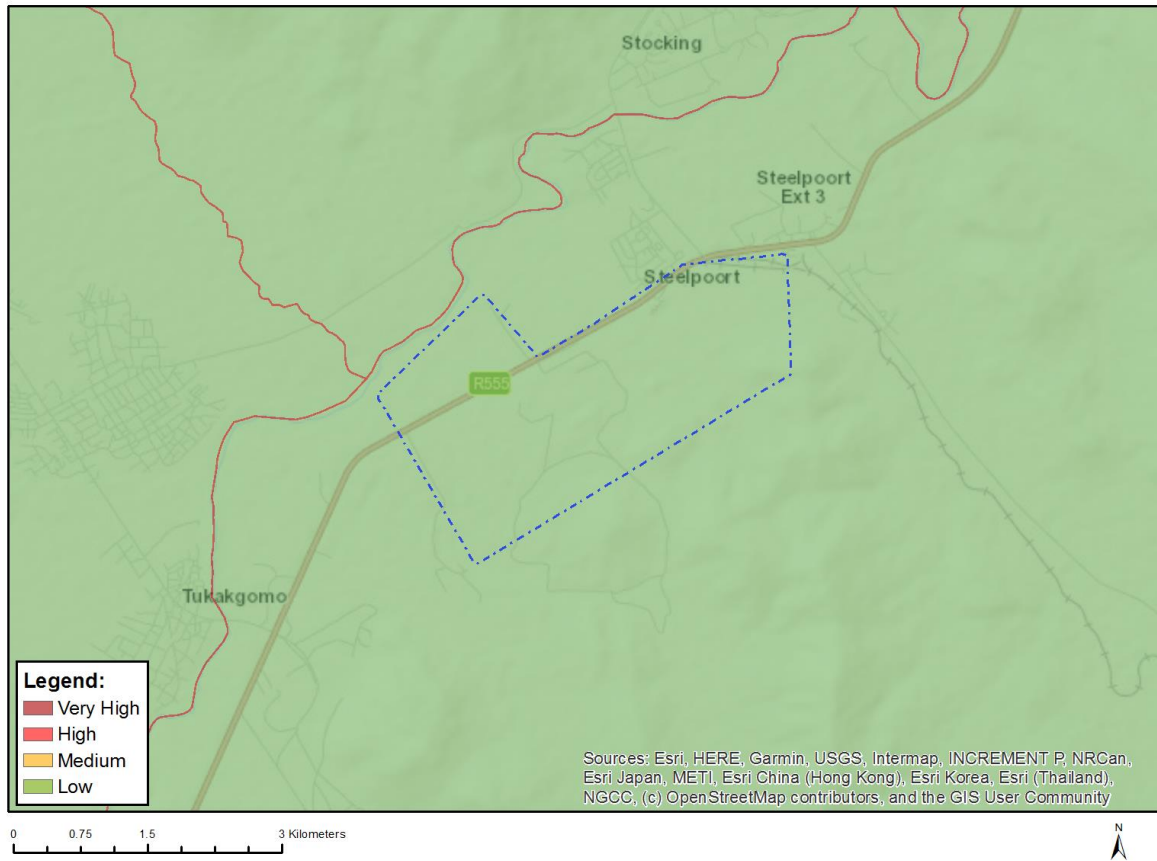 Stocking
Steelpoort
Ext 3
Steelpoort
R555
Tukakgomo
Legend:
Very High
High
Medium
Low
Sources: Esri, HERE, Garmin, USGS, Intermap, INCREMENT P, NRCan,
Esri Japan, METI, Esri China (Hong Kong), Esri Korea, Esri (Thailand),
NGCC, (c) OpenStreetMap contributors, and the GIS User Community
0 0.75 1.5 3 Kilometers
N